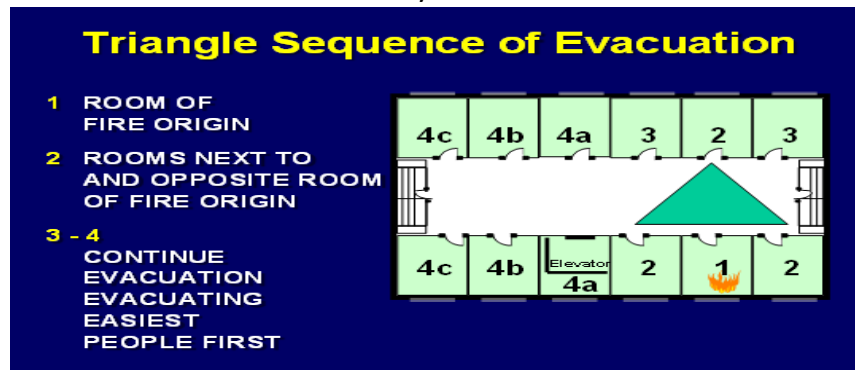 Triangle Sequence of Evacuation
1 ROOM OF
FIRE ORIGIN
2 ROOMS NEXT TO
AND OPPOSITE ROOM
OF FIRE ORIGIN
3 - 4
CONTINUE
EVACUATION
EVACUATING
EASIEST
PEOPLE FIRST
4c 4b 4a 3 2 3
4c 4b Elevator 4a 2 1 2